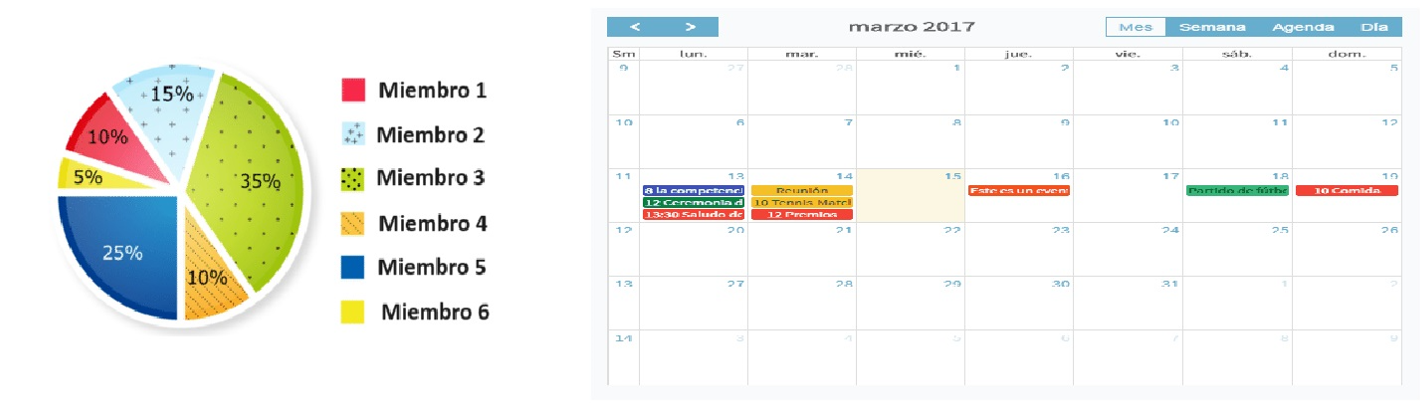 15%
10%
5%
35%
25%
10%
Miembro 1
Miembro 2
Miembro 3
Miembro 4
Miembro 5
Miembro 6
< >
marzo 2017
Mes Semana Agenda Día
Sm lun. mar. mié. jue. vie. sáb. dom.
9 27 28 1 2 3 4 5
10 6 7 8 9 10 11 12
11 13 14 15 16 17 18 19
8 la competenc Reunión Este es un even Partido de fútbo 10 Comida
12 Ceremonia d 10 Tennis Matcl
13:30 Saludo de 12 Premios
12 20 21 22 23 24 25 26
13 27 28 29 30 31 1 2
14 3 4 5 6 7 8 9